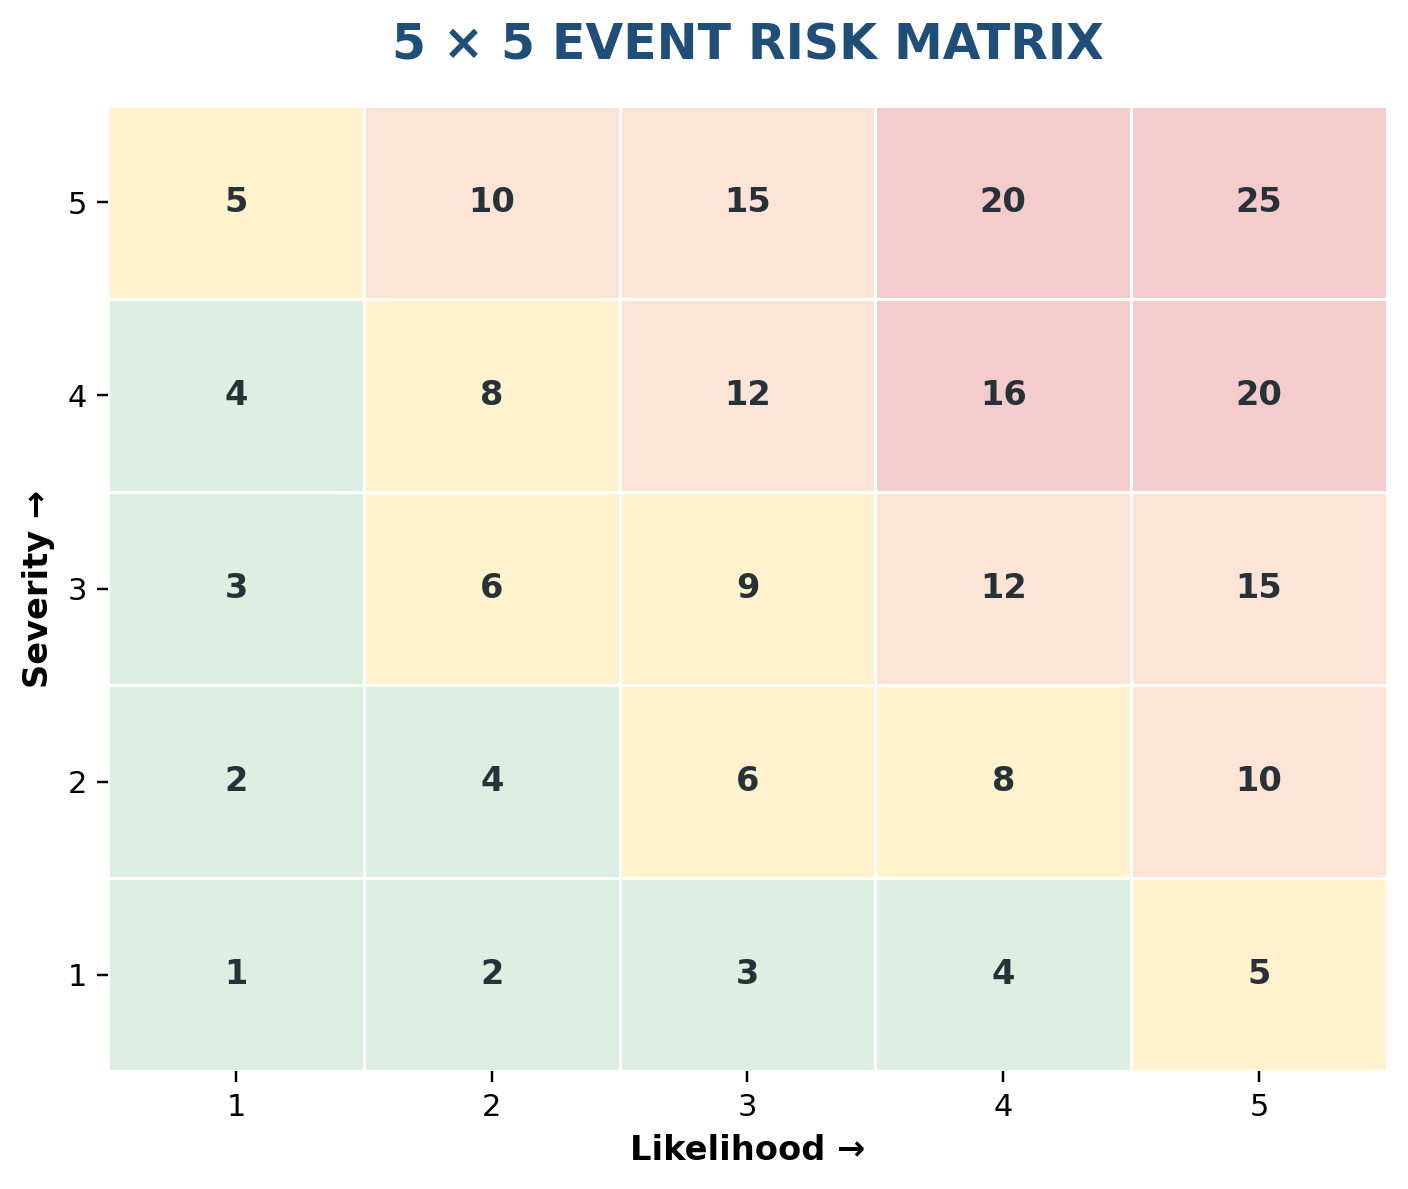 5 × 5 EVENT RISK MATRIX
Severity →
5 5 10 15 20 25
4 4 8 12 16 20
3 3 6 9 12 15
2 2 4 6 8 10
1 1 2 3 4 5
1 2 3 4 5
Likelihood →